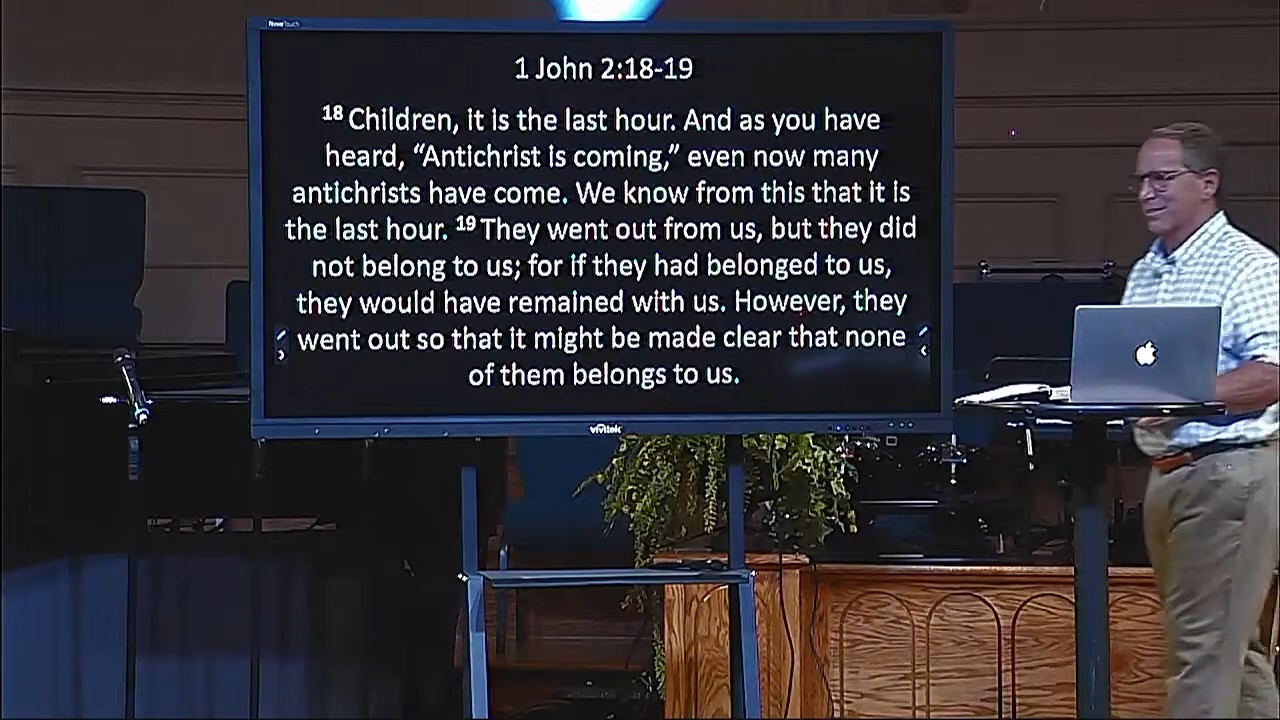 NovoTouch
1 John 2:18-19
18 Children, it is the last hour. And as you have
heard, “Antichrist is coming,” even now many
antichrists have come. We know from this that it is
the last hour. 19 They went out from us, but they did
not belong to us; for if they had belonged to us,
they would have remained with us. However, they
went out so that it might be made clear that none
of them belongs to us.
vivitek